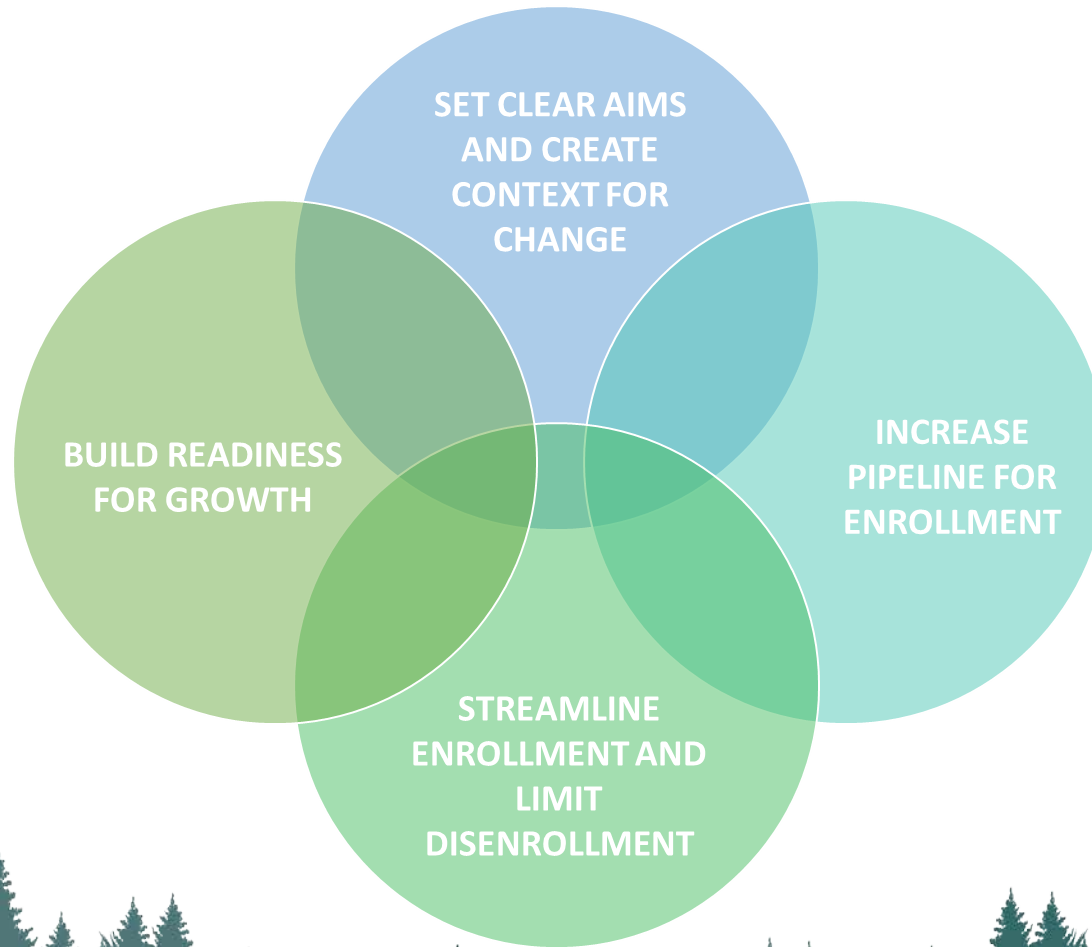 SET CLEAR AIMS
AND CREATE
CONTEXT FOR
CHANGE
BUILD READINESS
FOR GROWTH
INCREASE
PIPELINE FOR
ENROLLMENT
STREAMLINE
ENROLLMENT AND
LIMIT
DISENROLLMENT